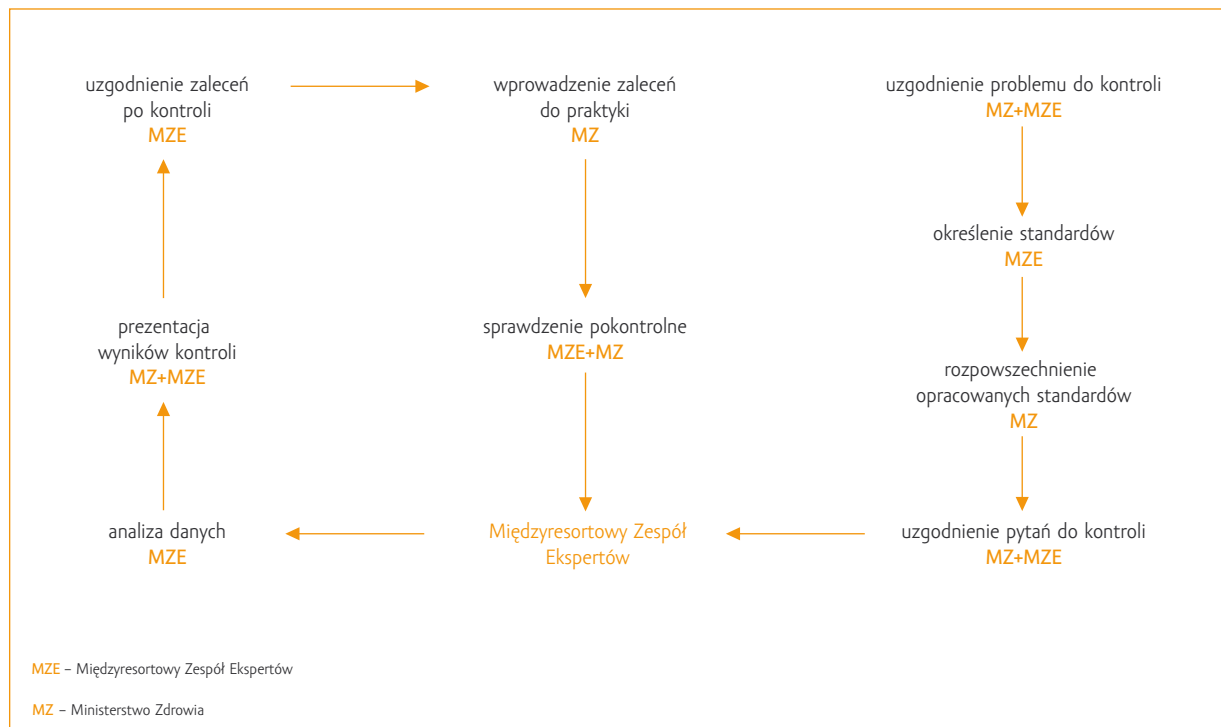 uzgodnienie zaleceń
po kontroli
MZE
wprowadzenie zaleceń
do praktyki
MZ
uzgodnienie problemu do kontroli
MZ+MZE
określenie standardów
MZE
prezentacja
wyników kontroli
MZ+MZE
sprawdzenie pokontrolne
MZE+MZ
rozpowszechnienie
opracowanych standardów
MZ
analiza danych
MZE
Międzyresortowy Zespół
Ekspertów
uzgodnienie pytań do kontroli
MZ+MZE
MZE – Międzyresortowy Zespół Ekspertów
MZ – Ministerstwo Zdrowia